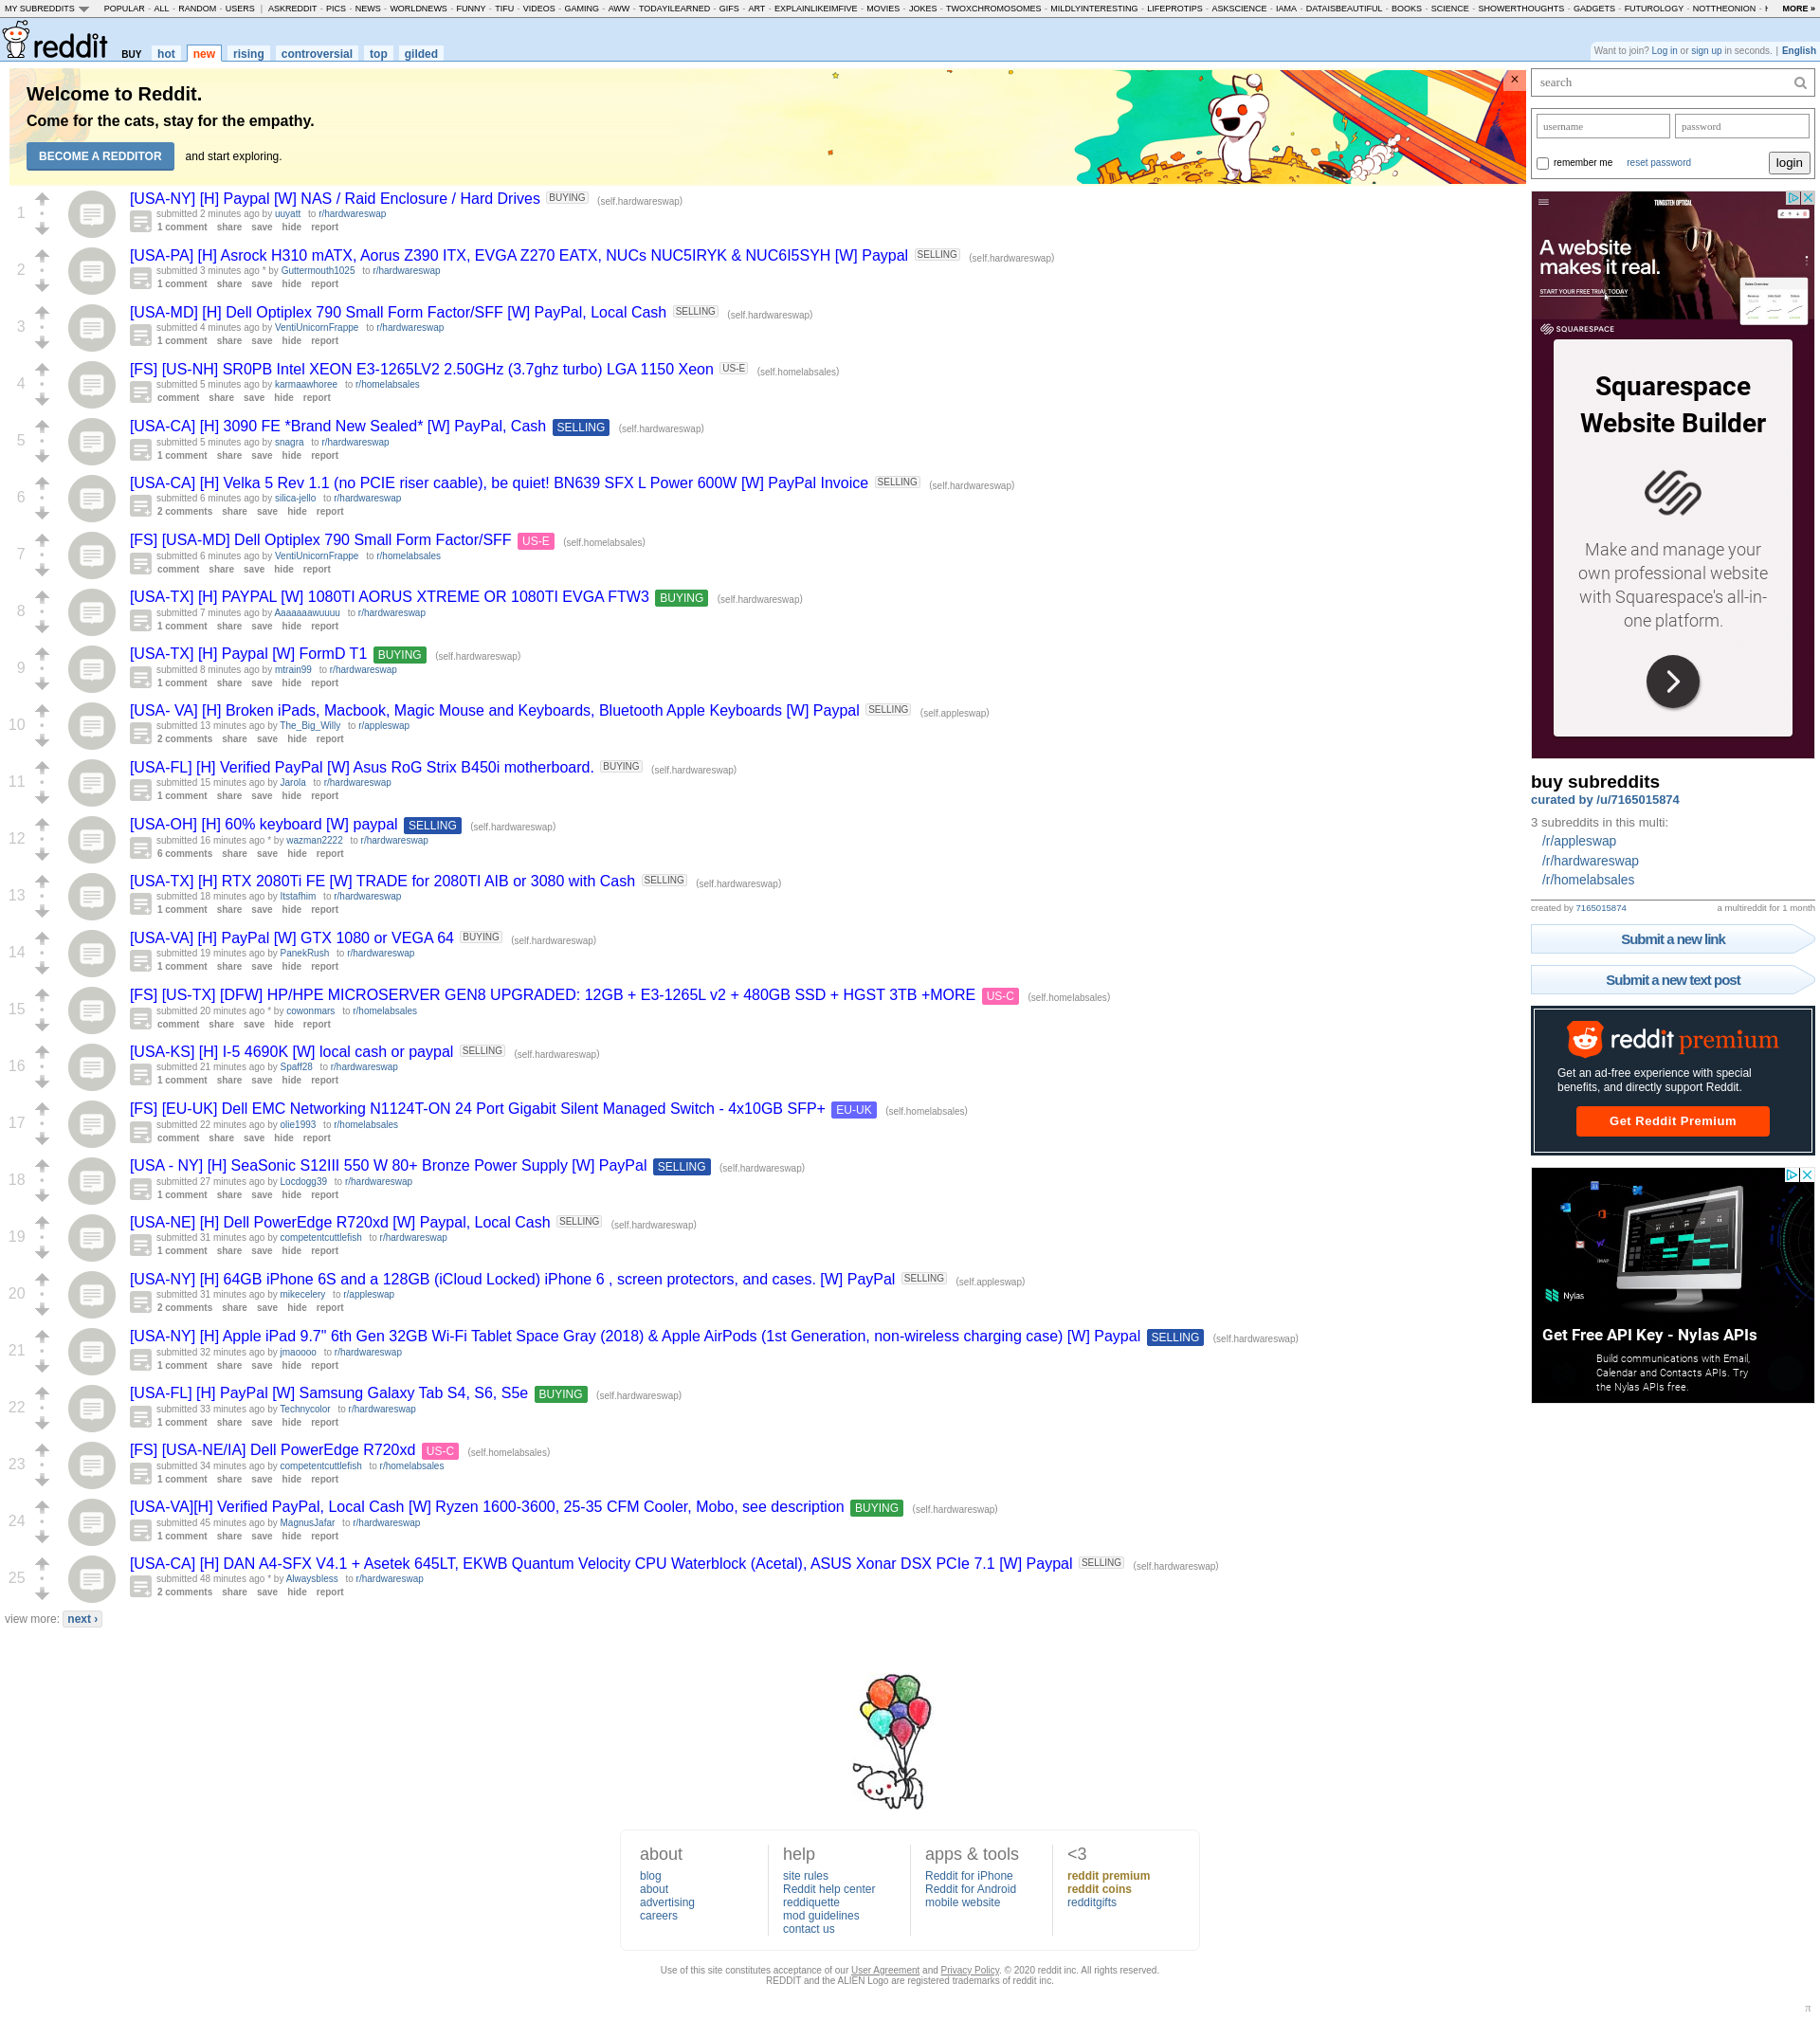 MY SUBREDDITS POPULAR - ALL - RANDOM - USERS | ASKREDDIT - PICS - NEWS - WORLDNEWS - FUNNY - TIFU - VIDEOS - GAMING - AWW - TODAYILEARNED - GIFS - ART - EXPLAINLIKEIMFIVE - MOVIES - JOKES - TWOXCHROMOSOMES - MILDLYINTERESTING - LIFEPROTIPS - ASKSCIENCE - IAMA - DATAISBEAUTIFUL - BOOKS - SCIENCE - SHOWERTHOUGHTS - GADGETS - FUTUROLOGY - NOTTHEONION - MORE »
reddit BUY hot new rising controversial top gilded
Want to join? Log in or sign up in seconds. | English
Welcome to Reddit.
Come for the cats, stay for the empathy.
BECOME A REDDITOR and start exploring.
×
1
[USA-NY] [H] Paypal [W] NAS / Raid Enclosure / Hard Drives BUYING (self.hardwareswap)
submitted 2 minutes ago by uuyatt to r/hardwareswap
1 comment share save hide report
2
[USA-PA] [H] Asrock H310 mATX, Aorus Z390 ITX, EVGA Z270 EATX, NUCs NUC5IRYK & NUC6I5SYH [W] Paypal SELLING (self.hardwareswap)
submitted 3 minutes ago * by Guttermouth1025 to r/hardwareswap
1 comment share save hide report
3
[USA-MD] [H] Dell Optiplex 790 Small Form Factor/SFF [W] PayPal, Local Cash SELLING (self.hardwareswap)
submitted 4 minutes ago by VentiUnicornFrappe to r/hardwareswap
1 comment share save hide report
4
[FS] [US-NH] SR0PB Intel XEON E3-1265LV2 2.50GHz (3.7ghz turbo) LGA 1150 Xeon US-E (self.homelabsales)
submitted 5 minutes ago by karmaawhoree to r/homelabsales
comment share save hide report
5
[USA-CA] [H] 3090 FE *Brand New Sealed* [W] PayPal, Cash SELLING (self.hardwareswap)
submitted 5 minutes ago by snagra to r/hardwareswap
1 comment share save hide report
6
[USA-CA] [H] Velka 5 Rev 1.1 (no PCIE riser caable), be quiet! BN639 SFX L Power 600W [W] PayPal Invoice SELLING (self.hardwareswap)
submitted 6 minutes ago by silica-jello to r/hardwareswap
2 comments share save hide report
7
[FS] [USA-MD] Dell Optiplex 790 Small Form Factor/SFF US-E (self.homelabsales)
submitted 6 minutes ago by VentiUnicornFrappe to r/homelabsales
comment share save hide report
8
[USA-TX] [H] PAYPAL [W] 1080TI AORUS XTREME OR 1080TI EVGA FTW3 BUYING (self.hardwareswap)
submitted 7 minutes ago by Aaaaaaawuuuu to r/hardwareswap
1 comment share save hide report
9
[USA-TX] [H] Paypal [W] FormD T1 BUYING (self.hardwareswap)
submitted 8 minutes ago by mtrain99 to r/hardwareswap
1 comment share save hide report
10
[USA- VA] [H] Broken iPads, Macbook, Magic Mouse and Keyboards, Bluetooth Apple Keyboards [W] Paypal SELLING (self.appleswap)
submitted 13 minutes ago by The_Big_Willy to r/appleswap
2 comments share save hide report
11
[USA-FL] [H] Verified PayPal [W] Asus RoG Strix B450i motherboard. BUYING (self.hardwareswap)
submitted 15 minutes ago by Jarola to r/hardwareswap
1 comment share save hide report
12
[USA-OH] [H] 60% keyboard [W] paypal SELLING (self.hardwareswap)
submitted 16 minutes ago * by wazman2222 to r/hardwareswap
6 comments share save hide report
13
[USA-TX] [H] RTX 2080Ti FE [W] TRADE for 2080TI AIB or 3080 with Cash SELLING (self.hardwareswap)
submitted 18 minutes ago by Itstafhim to r/hardwareswap
1 comment share save hide report
14
[USA-VA] [H] PayPal [W] GTX 1080 or VEGA 64 BUYING (self.hardwareswap)
submitted 19 minutes ago by PanekRush to r/hardwareswap
1 comment share save hide report
15
[FS] [US-TX] [DFW] HP/HPE MICROSERVER GEN8 UPGRADED: 12GB + E3-1265L v2 + 480GB SSD + HGST 3TB +MORE US-C (self.homelabsales)
submitted 20 minutes ago * by cowonmars to r/homelabsales
comment share save hide report
16
[USA-KS] [H] I-5 4690K [W] local cash or paypal SELLING (self.hardwareswap)
submitted 21 minutes ago by Spaff28 to r/hardwareswap
1 comment share save hide report
17
[FS] [EU-UK] Dell EMC Networking N1124T-ON 24 Port Gigabit Silent Managed Switch - 4x10GB SFP+ EU-UK (self.homelabsales)
submitted 22 minutes ago by olie1993 to r/homelabsales
comment share save hide report
18
[USA - NY] [H] SeaSonic S12III 550 W 80+ Bronze Power Supply [W] PayPal SELLING (self.hardwareswap)
submitted 27 minutes ago by Locdogg39 to r/hardwareswap
1 comment share save hide report
19
[USA-NE] [H] Dell PowerEdge R720xd [W] Paypal, Local Cash SELLING (self.hardwareswap)
submitted 31 minutes ago by competentcuttlefish to r/hardwareswap
1 comment share save hide report
20
[USA-NY] [H] 64GB iPhone 6S and a 128GB (iCloud Locked) iPhone 6 , screen protectors, and cases. [W] PayPal SELLING (self.appleswap)
submitted 31 minutes ago by mikecelery to r/appleswap
2 comments share save hide report
21
[USA-NY] [H] Apple iPad 9.7" 6th Gen 32GB Wi-Fi Tablet Space Gray (2018) & Apple AirPods (1st Generation, non-wireless charging case) [W] Paypal SELLING (self.hardwareswap)
submitted 32 minutes ago by jmaoooo to r/hardwareswap
1 comment share save hide report
22
[USA-FL] [H] PayPal [W] Samsung Galaxy Tab S4, S6, S5e BUYING (self.hardwareswap)
submitted 33 minutes ago by Technycolor to r/hardwareswap
1 comment share save hide report
23
[FS] [USA-NE/IA] Dell PowerEdge R720xd US-C (self.homelabsales)
submitted 34 minutes ago by competentcuttlefish to r/homelabsales
1 comment share save hide report
24
[USA-VA][H] Verified PayPal, Local Cash [W] Ryzen 1600-3600, 25-35 CFM Cooler, Mobo, see description BUYING (self.hardwareswap)
submitted 45 minutes ago by MagnusJafar to r/hardwareswap
1 comment share save hide report
25
[USA-CA] [H] DAN A4-SFX V4.1 + Asetek 645LT, EKWB Quantum Velocity CPU Waterblock (Acetal), ASUS Xonar DSX PCIe 7.1 [W] Paypal SELLING (self.hardwareswap)
submitted 48 minutes ago * by Alwaysbless to r/hardwareswap
2 comments share save hide report
view more: next ›
search
username password
remember me reset password login
TUNGSTEN OPTICAL
A website
makes it real.
START YOUR FREE TRIAL TODAY
SQUARESPACE
Squarespace
Website Builder
Make and manage your
own professional website
with Squarespace's all-in-
one platform.
buy subreddits
curated by /u/7165015874
3 subreddits in this multi:
/r/appleswap
/r/hardwareswap
/r/homelabsales
created by 7165015874 a multireddit for 1 month
Submit a new link
Submit a new text post
reddit premium
Get an ad-free experience with special
benefits, and directly support Reddit.
Get Reddit Premium
IMAP
Nylas
Get Free API Key - Nylas APIs
Build communications with Email,
Calendar and Contacts APIs. Try
the Nylas APIs free.
about
blog
about
advertising
careers
help
site rules
Reddit help center
reddiquette
mod guidelines
contact us
apps & tools
Reddit for iPhone
Reddit for Android
mobile website
<3
reddit premium
reddit coins
redditgifts
Use of this site constitutes acceptance of our User Agreement and Privacy Policy. © 2020 reddit inc. All rights reserved.
REDDIT and the ALIEN Logo are registered trademarks of reddit inc.
π